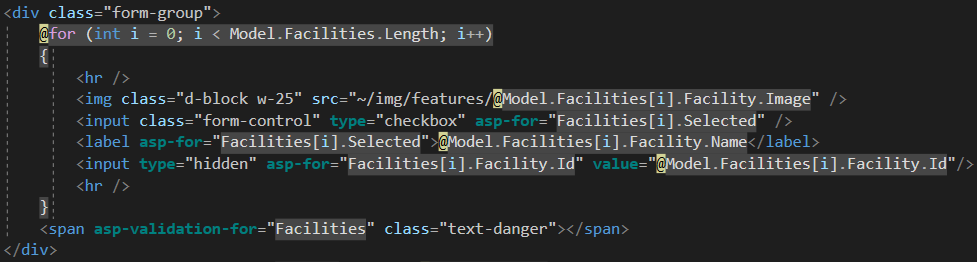 <div class="form-group">
    @for (int i = 0; i < Model.Facilities.Length; i++)
    {
        <hr />
        <img class="d-block w-25" src="~/img/features/@Model.Facilities[i].Facility.Image" />
        <input class="form-control" type="checkbox" asp-for="Facilities[i].Selected" />
        <label asp-for="Facilities[i].Selected">@Model.Facilities[i].Facility.Name</label>
        <input type="hidden" asp-for="Facilities[i].Facility.Id" value="@Model.Facilities[i].Facility.Id"/>
        <hr />
    }
    <span asp-validation-for="Facilities" class="text-danger"></span>
</div>